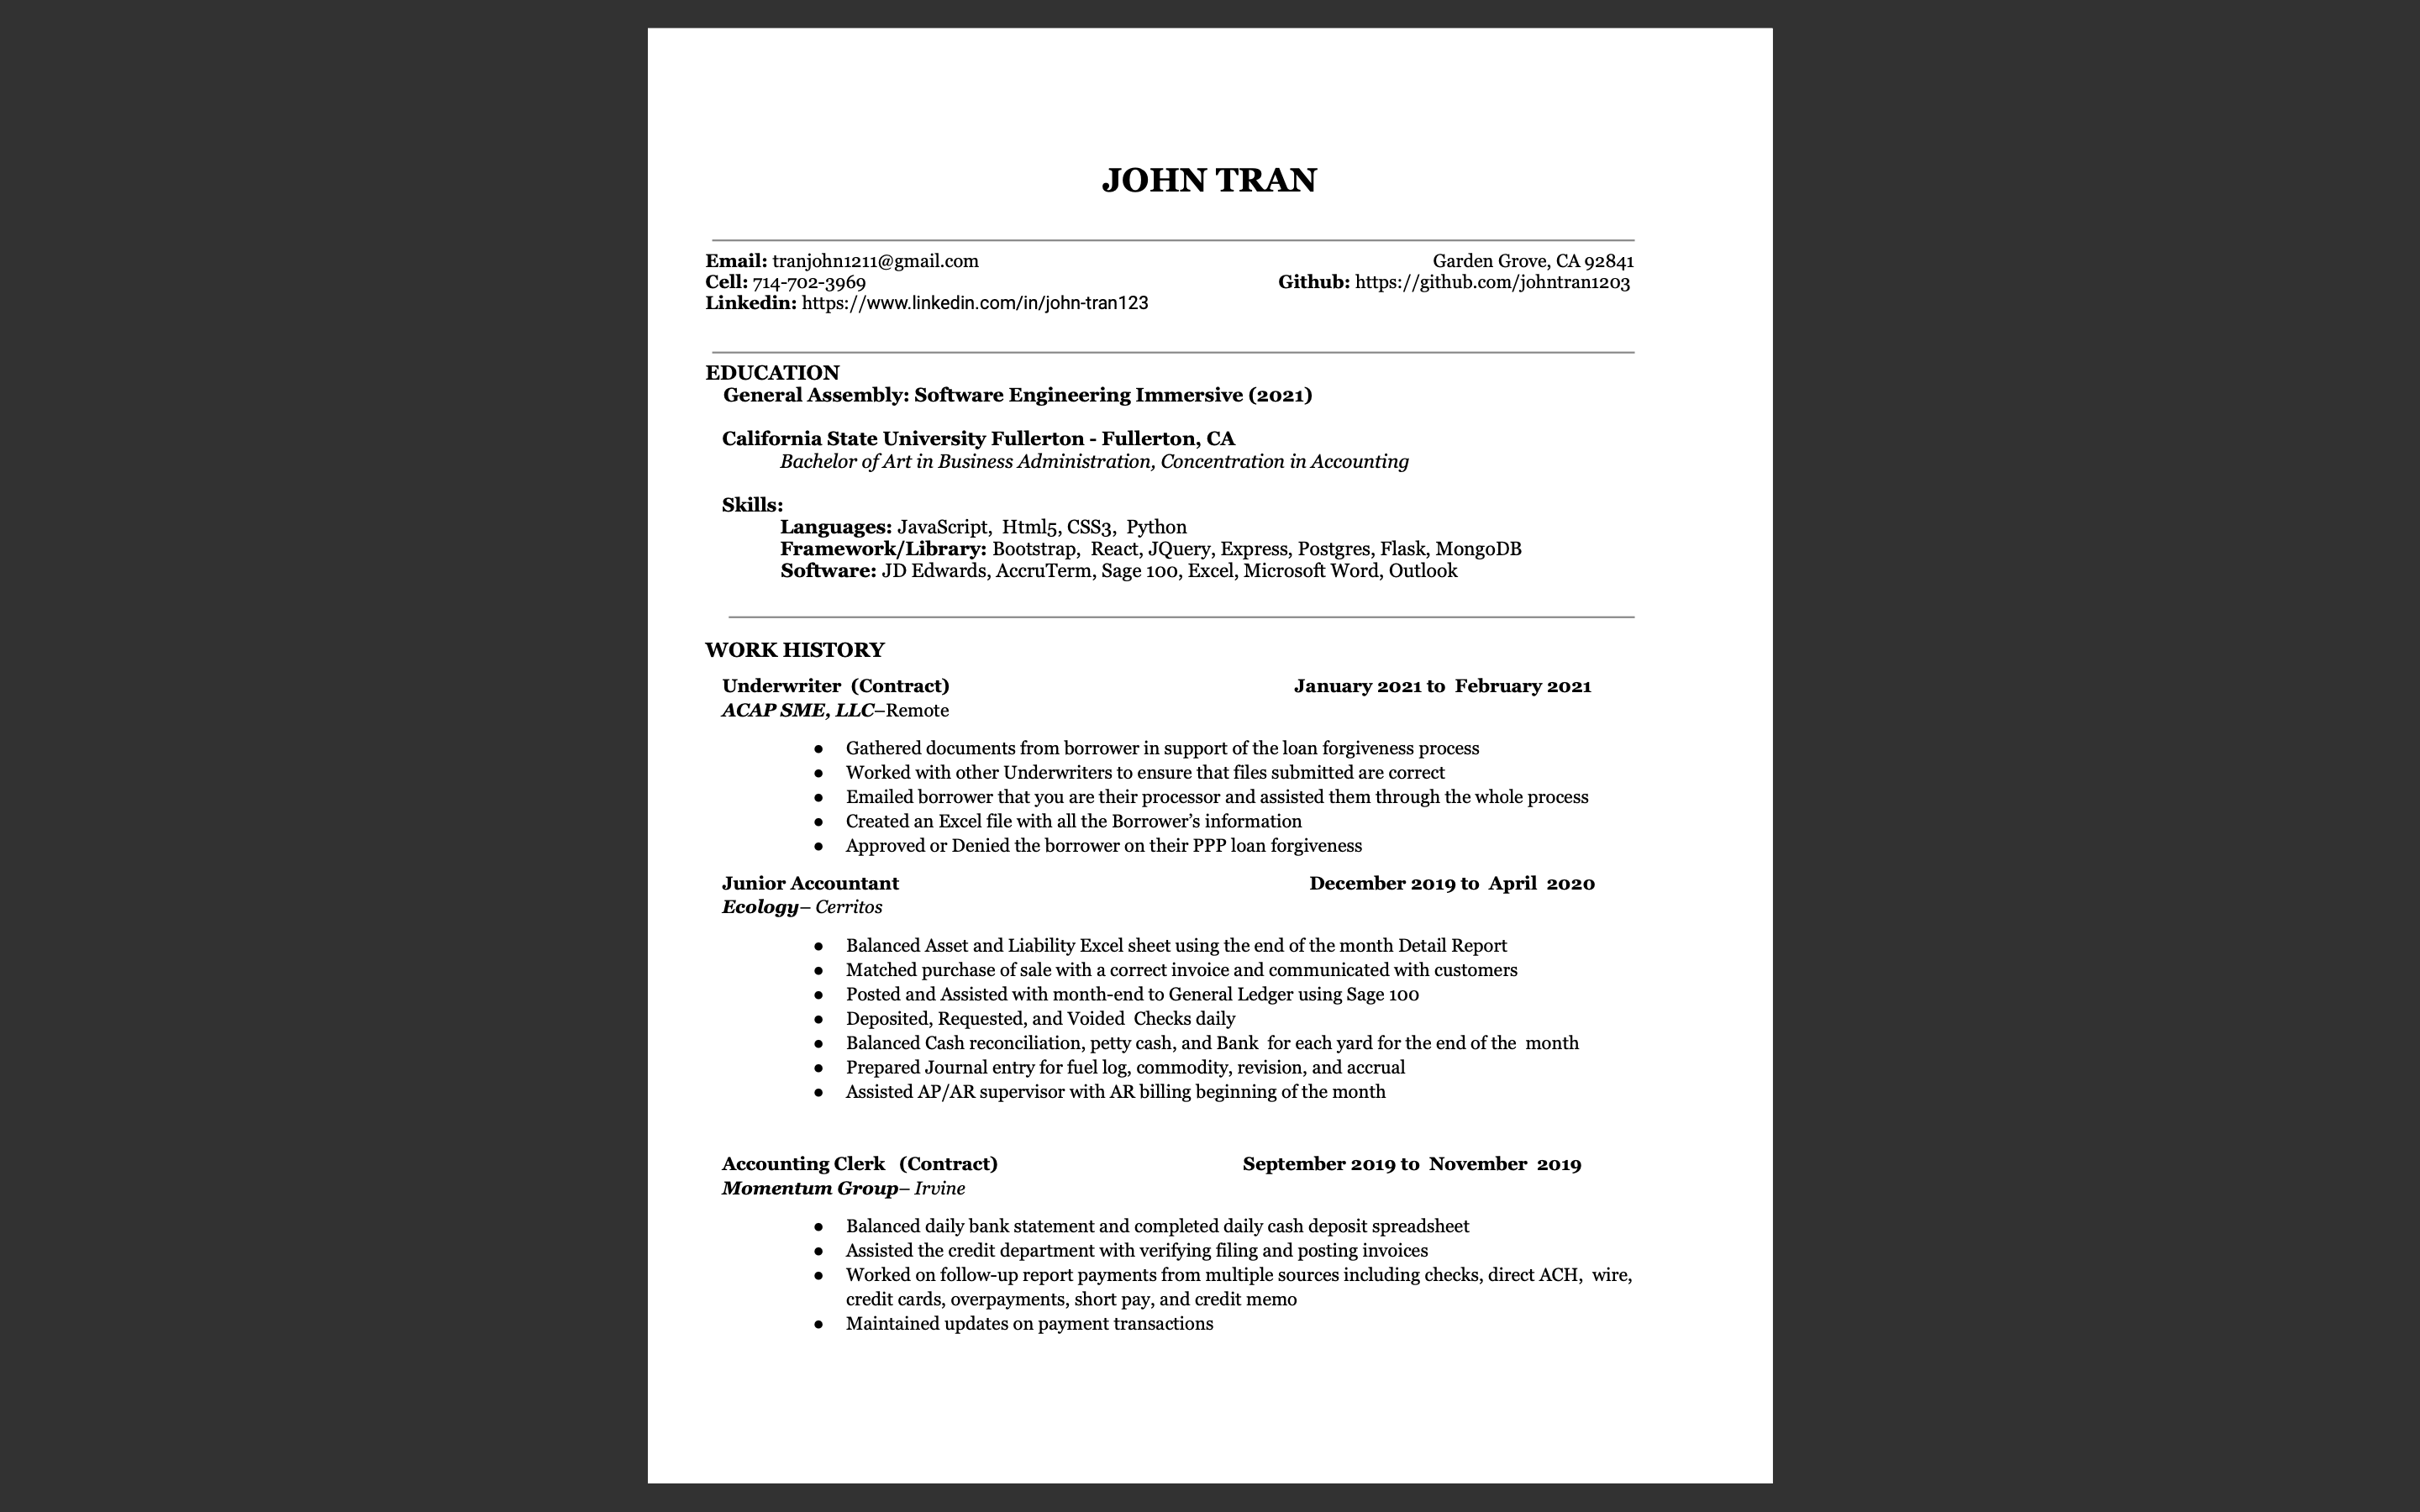 JOHN TRAN
Email: tranjohn1211@gmail.com Garden Grove, CA 92841
Cell: 714-702-3969 Github: https://github.com/johntran1203
Linkedin: https://www.linkedin.com/in/john-tran123
EDUCATION
General Assembly: Software Engineering Immersive (2021)
California State University Fullerton - Fullerton, CA
Bachelor of Art in Business Administration, Concentration in Accounting
Skills:
Languages: JavaScript, Html5, CSS3, Python
Framework/Library: Bootstrap, React, JQuery, Express, Postgres, Flask, MongoDB
Software: JD Edwards, AccruTerm, Sage 100, Excel, Microsoft Word, Outlook
WORK HISTORY
Underwriter (Contract) January 2021 to February 2021
ACAP SME, LLC–Remote
● Gathered documents from borrower in support of the loan forgiveness process
● Worked with other Underwriters to ensure that files submitted are correct
● Emailed borrower that you are their processor and assisted them through the whole process
● Created an Excel file with all the Borrower’s information
● Approved or Denied the borrower on their PPP loan forgiveness
Junior Accountant December 2019 to April 2020
Ecology– Cerritos
● Balanced Asset and Liability Excel sheet using the end of the month Detail Report
● Matched purchase of sale with a correct invoice and communicated with customers
● Posted and Assisted with month-end to General Ledger using Sage 100
● Deposited, Requested, and Voided Checks daily
● Balanced Cash reconciliation, petty cash, and Bank for each yard for the end of the month
● Prepared Journal entry for fuel log, commodity, revision, and accrual
● Assisted AP/AR supervisor with AR billing beginning of the month
Accounting Clerk (Contract) September 2019 to November 2019
Momentum Group– Irvine
● Balanced daily bank statement and completed daily cash deposit spreadsheet
● Assisted the credit department with verifying filing and posting invoices
● Worked on follow-up report payments from multiple sources including checks, direct ACH, wire,
credit cards, overpayments, short pay, and credit memo
● Maintained updates on payment transactions